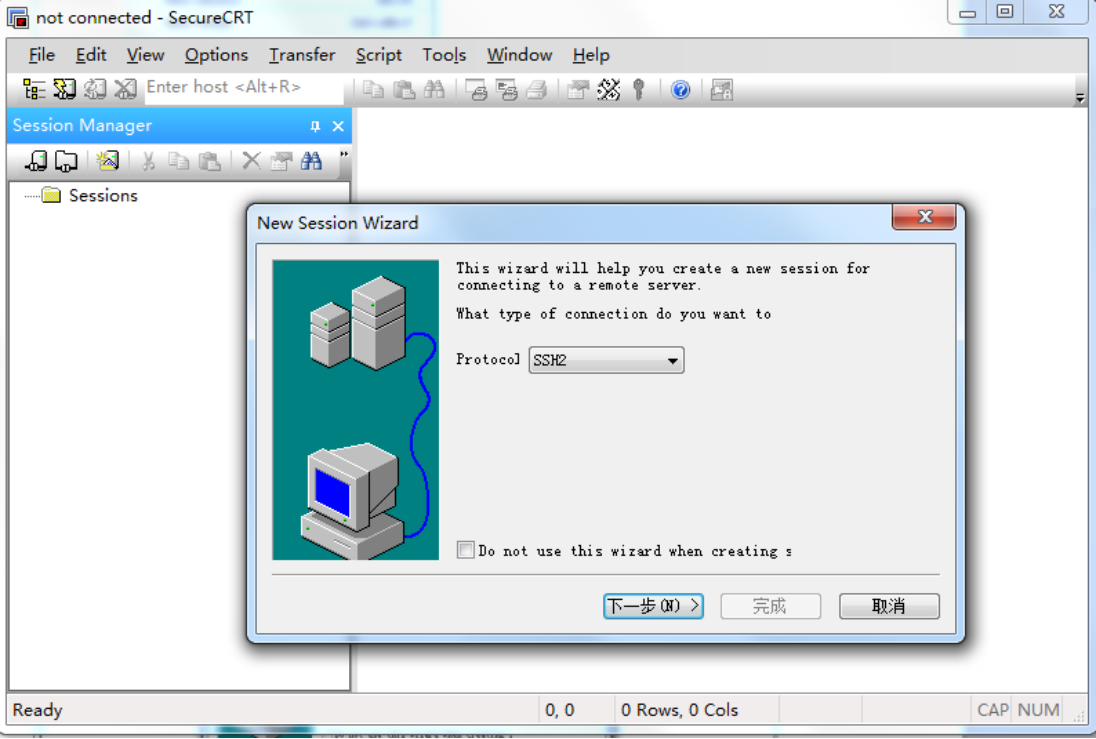 not connected - SecureCRT
File Edit View Options Transfer Script Tools Window Help
Enter host <Alt+R>
Session Manager
Sessions
New Session Wizard
This wizard will help you create a new session for
connecting to a remote server.
What type of connection do you want to
Protocol SSH2
Do not use this wizard when creating s
下一步(N) > 完成 取消
Ready 0, 0 0 Rows, 0 Cols CAP NUM